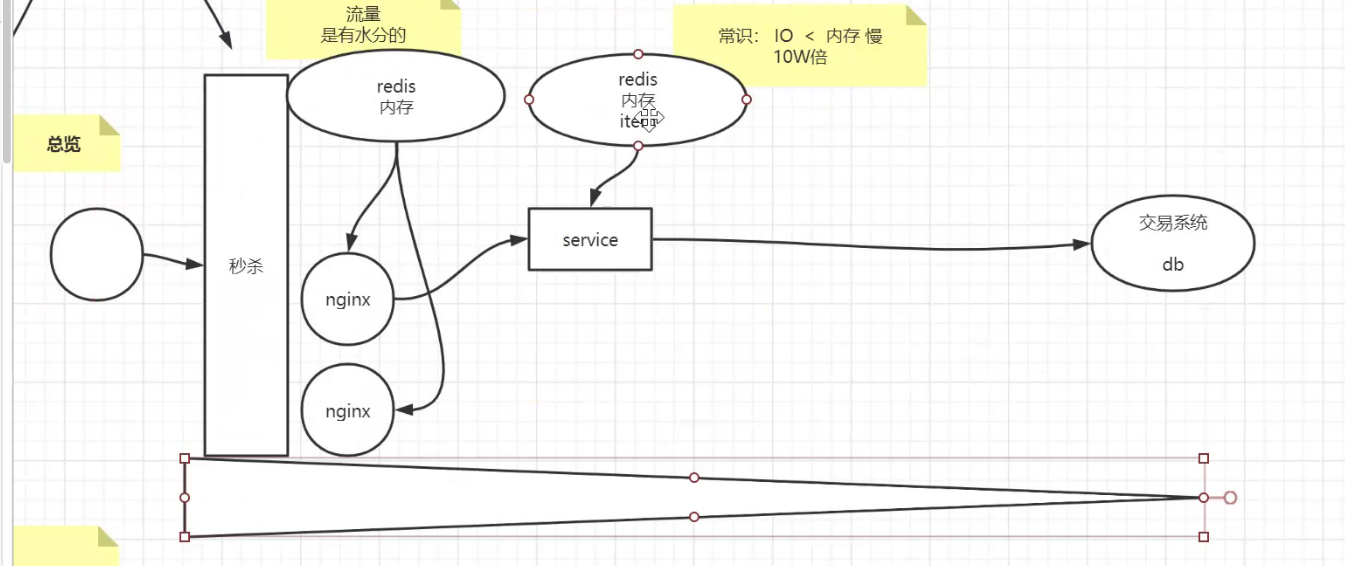 流量
是有水分的
常识： IO < 内存 慢
10W倍
redis
内存
redis
内存
总览
交易系统
db
service
秒杀
nginx
nginx